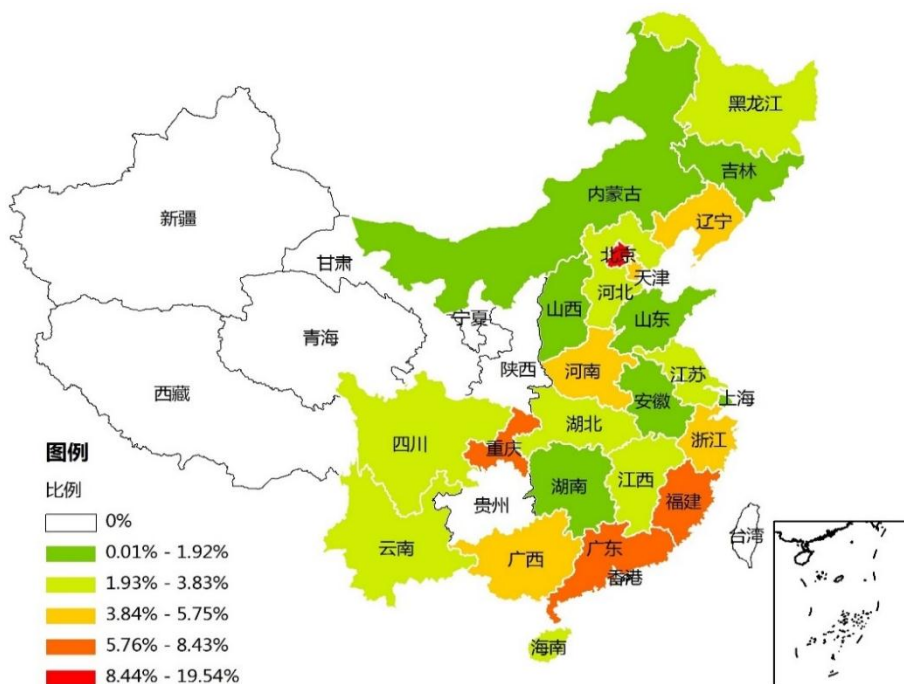 黑龙江
吉林
内蒙古
辽宁
新疆
北京
甘肃
天津
河北
宁夏
山西
山东
青海
陕西
河南
江苏
西藏
安徽
上海
湖北
四川
重庆
浙江
湖南
江西
贵州
福建
台湾
云南
广西
广东
香港
海南
图例
比例
0%
0.01% - 1.92%
1.93% - 3.83%
3.84% - 5.75%
5.76% - 8.43%
8.44% - 19.54%